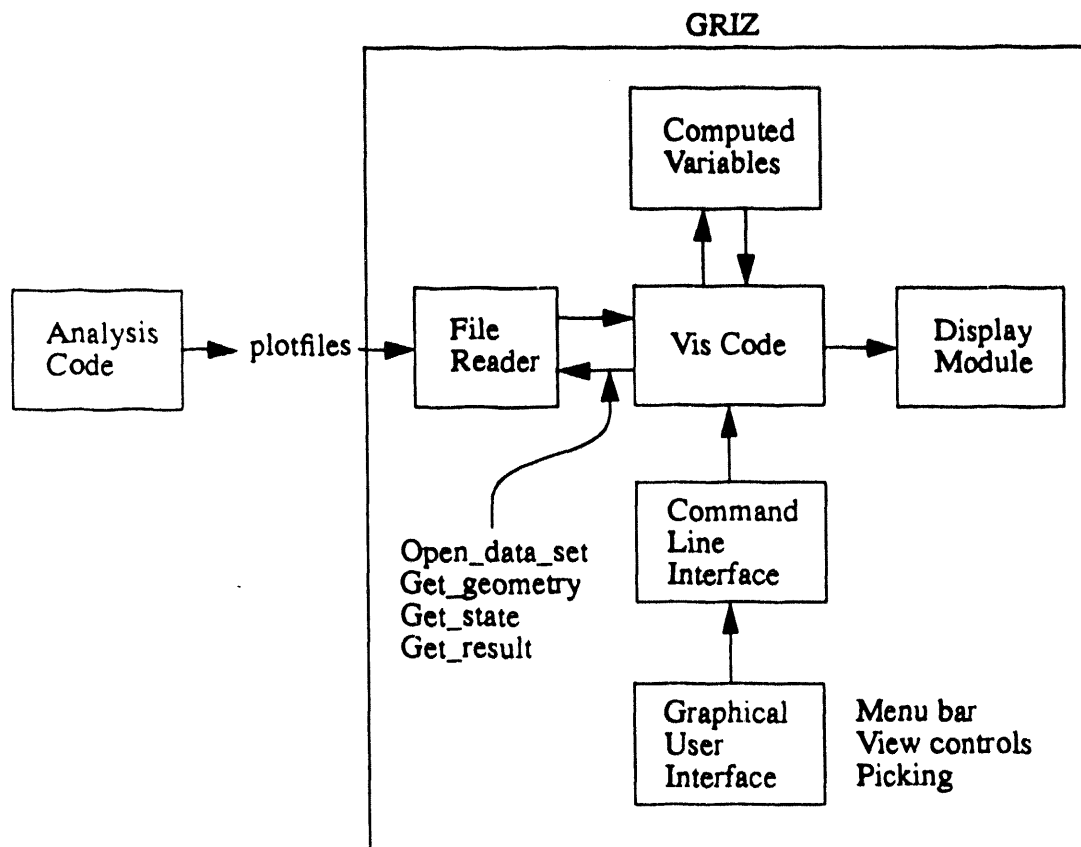 GRIZ
Computed
Variables
Analysis
Code
plotfiles
File
Reader
Vis Code
Display
Module
Open_data_set
Get_geometry
Get_state
Get_result
Command
Line
Interface
Graphical
User
Interface
Menu bar
View controls
Picking